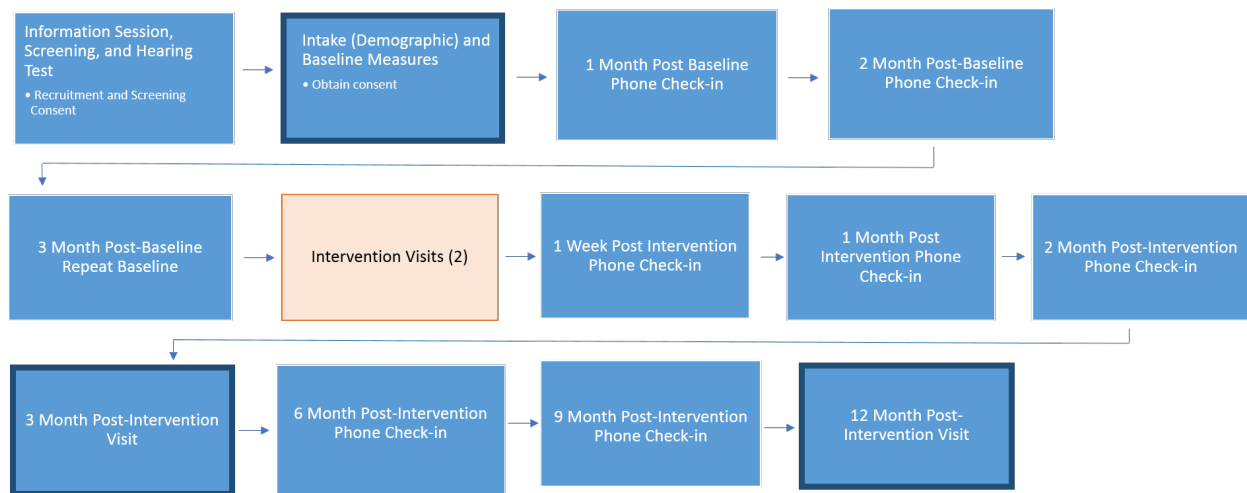 Information Session,
Screening, and Hearing
Test
• Recruitment and Screening
Consent
Intake (Demographic) and
Baseline Measures
• Obtain consent
1 Month Post Baseline
Phone Check-in
2 Month Post-Baseline
Phone Check-in
3 Month Post-Baseline
Repeat Baseline
Intervention Visits (2)
1 Week Post Intervention
Phone Check-in
1 Month Post
Intervention Phone
Check-in
2 Month Post-Intervention
Phone Check-in
3 Month Post-Intervention
Visit
6 Month Post-Intervention
Phone Check-in
9 Month Post-Intervention
Phone Check-in
12 Month Post-
Intervention Visit